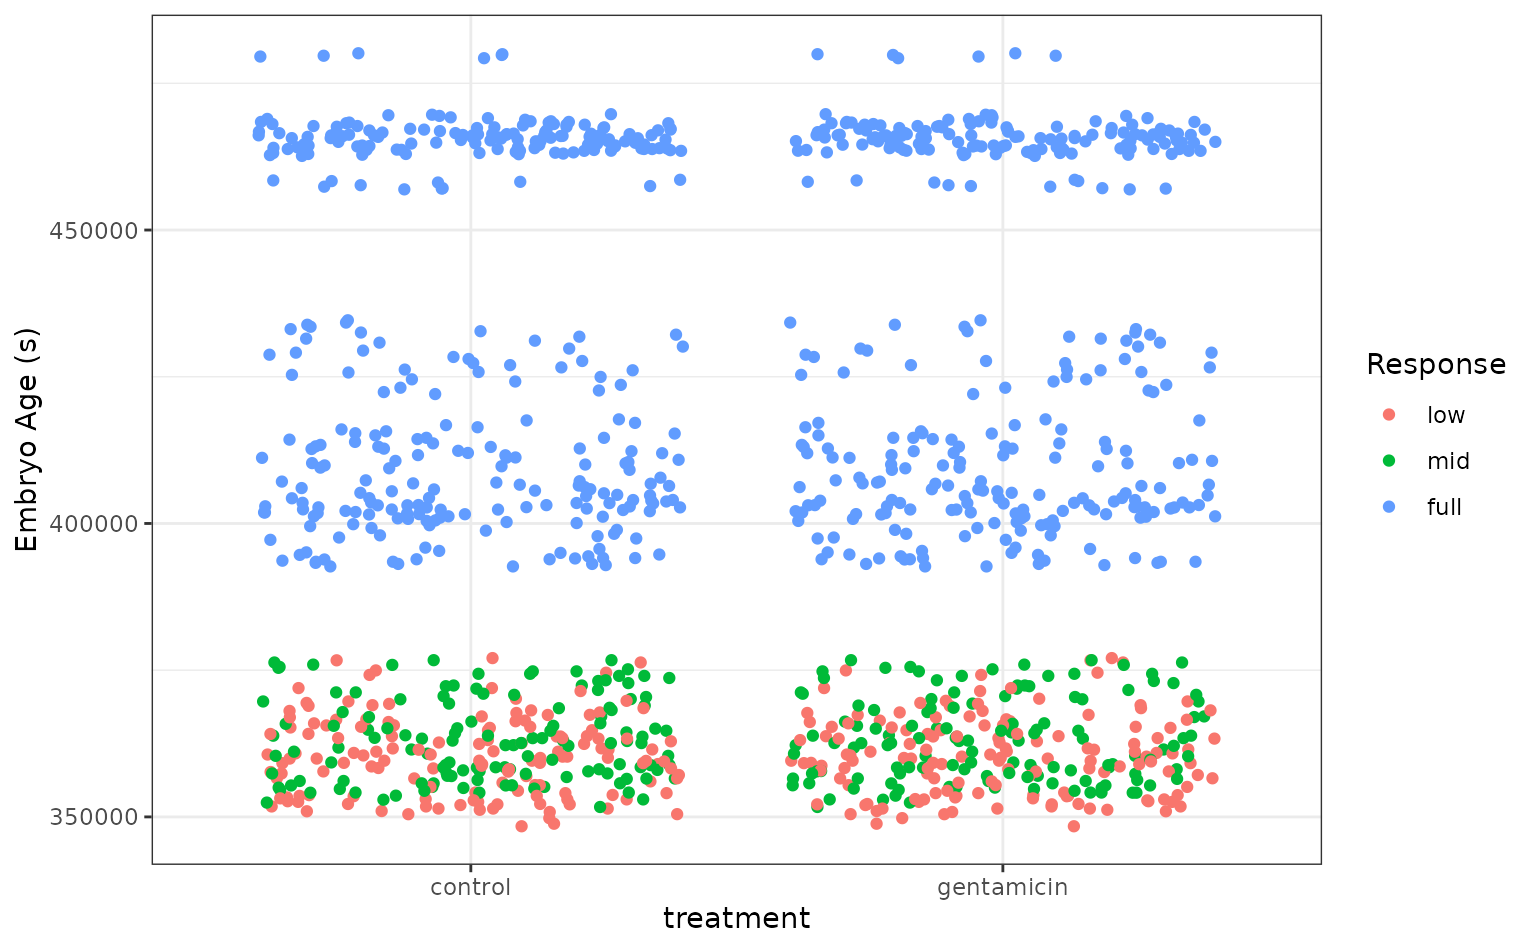 Embryo Age (s)
450000
400000
350000
control
gentamicin
treatment
Response
low
mid
full